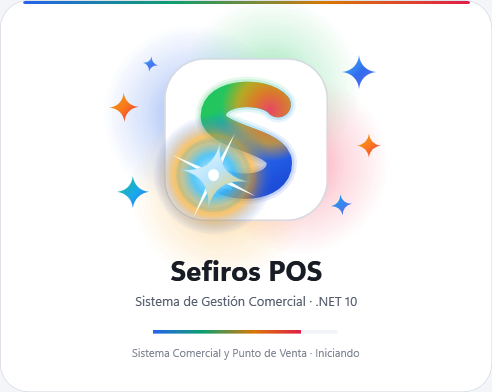 S
Sefiros POS
Sistema de Gestión Comercial · .NET 10
Sistema Comercial y Punto de Venta · Iniciando